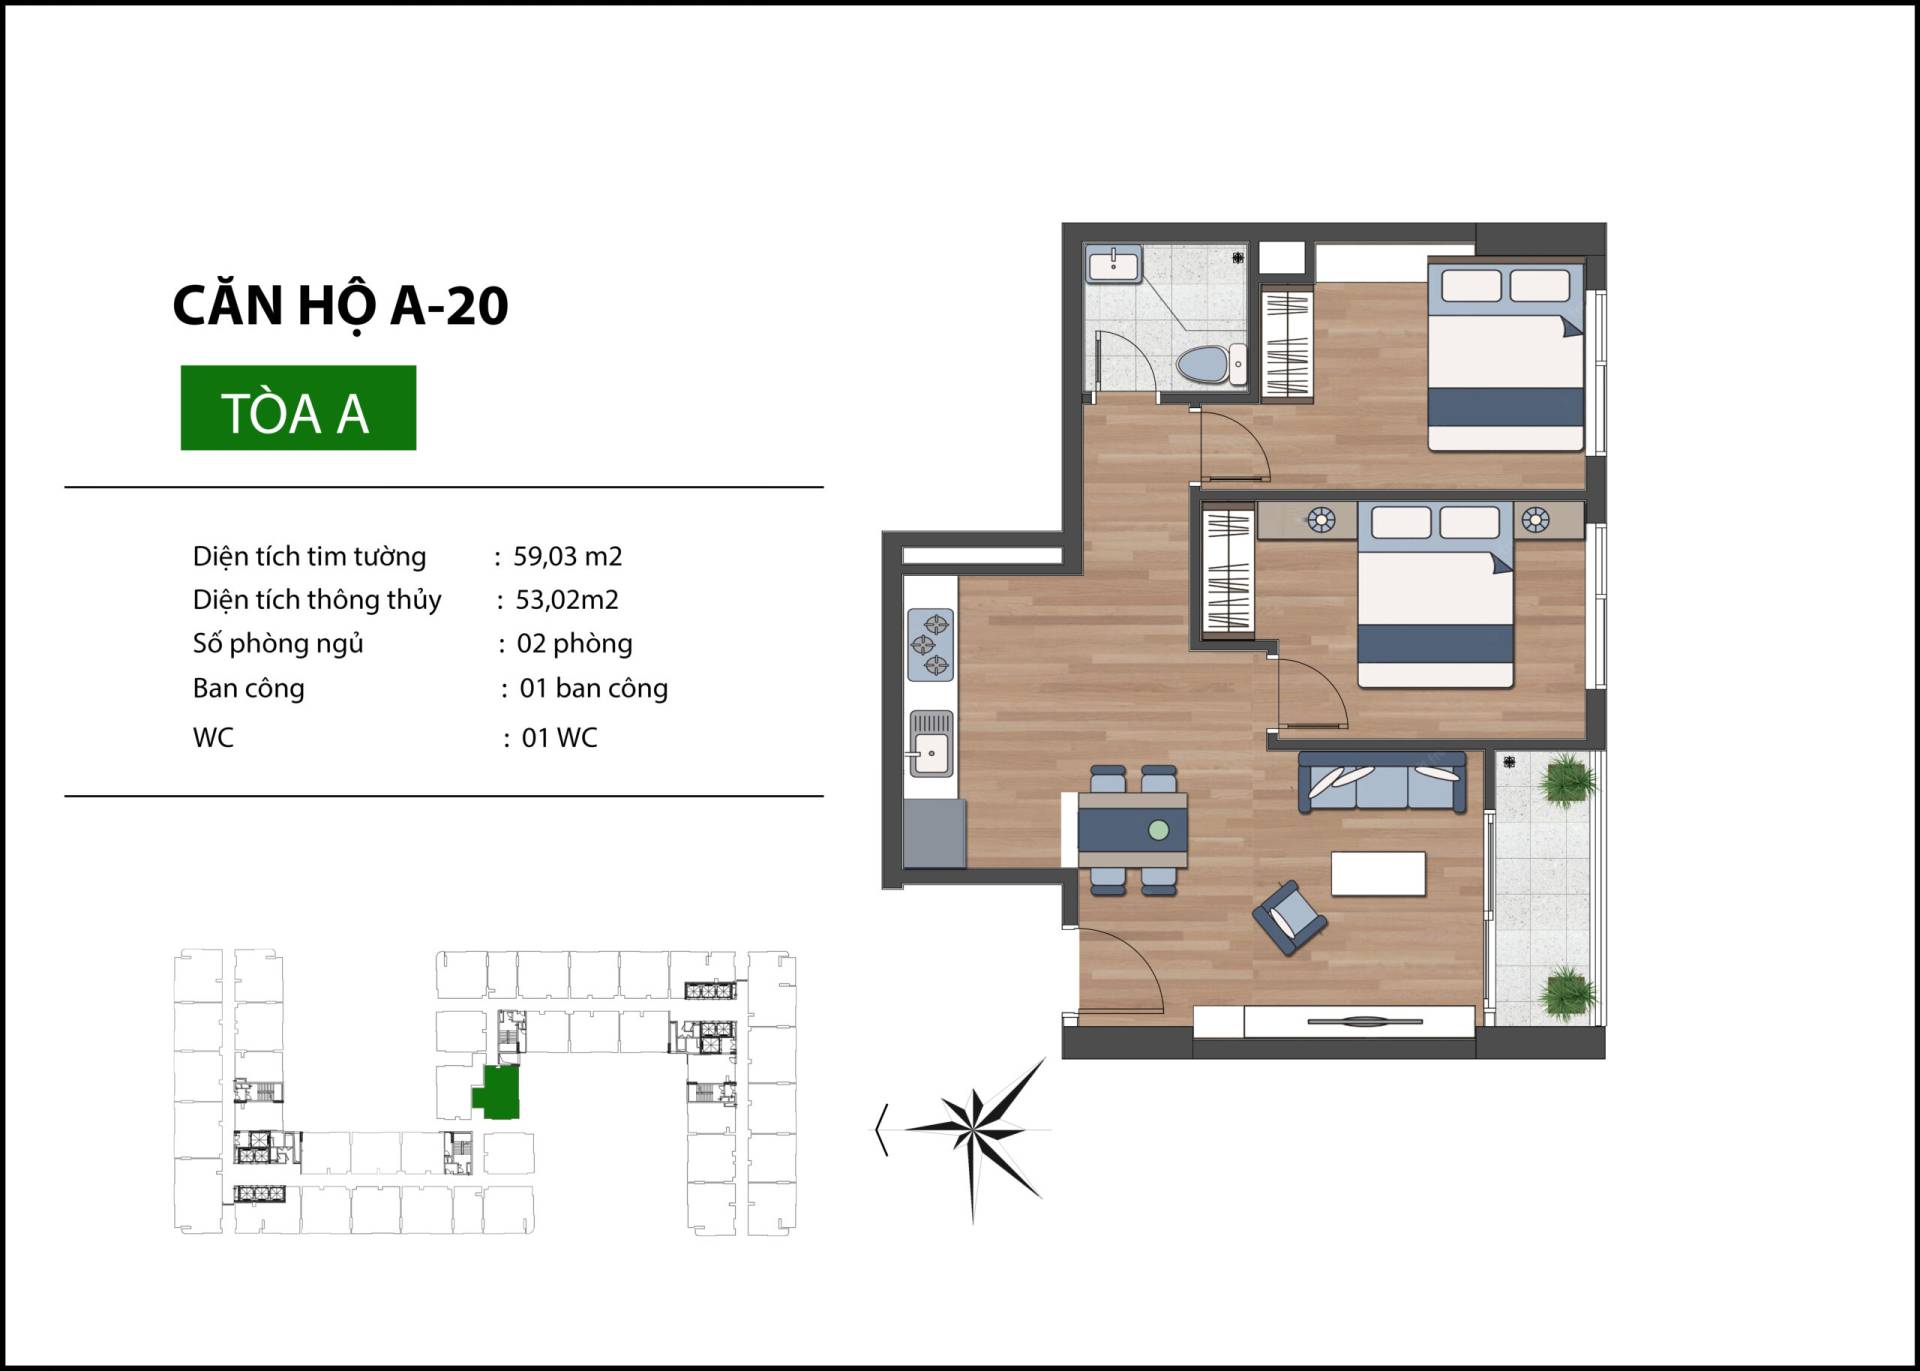 CĂN HỘ A-20
TÒA A
Diện tích tim tường : 59,03 m2
Diện tích thông thủy : 53,02m2
Số phòng ngủ : 02 phòng
Ban công : 01 ban công
WC : 01 WC